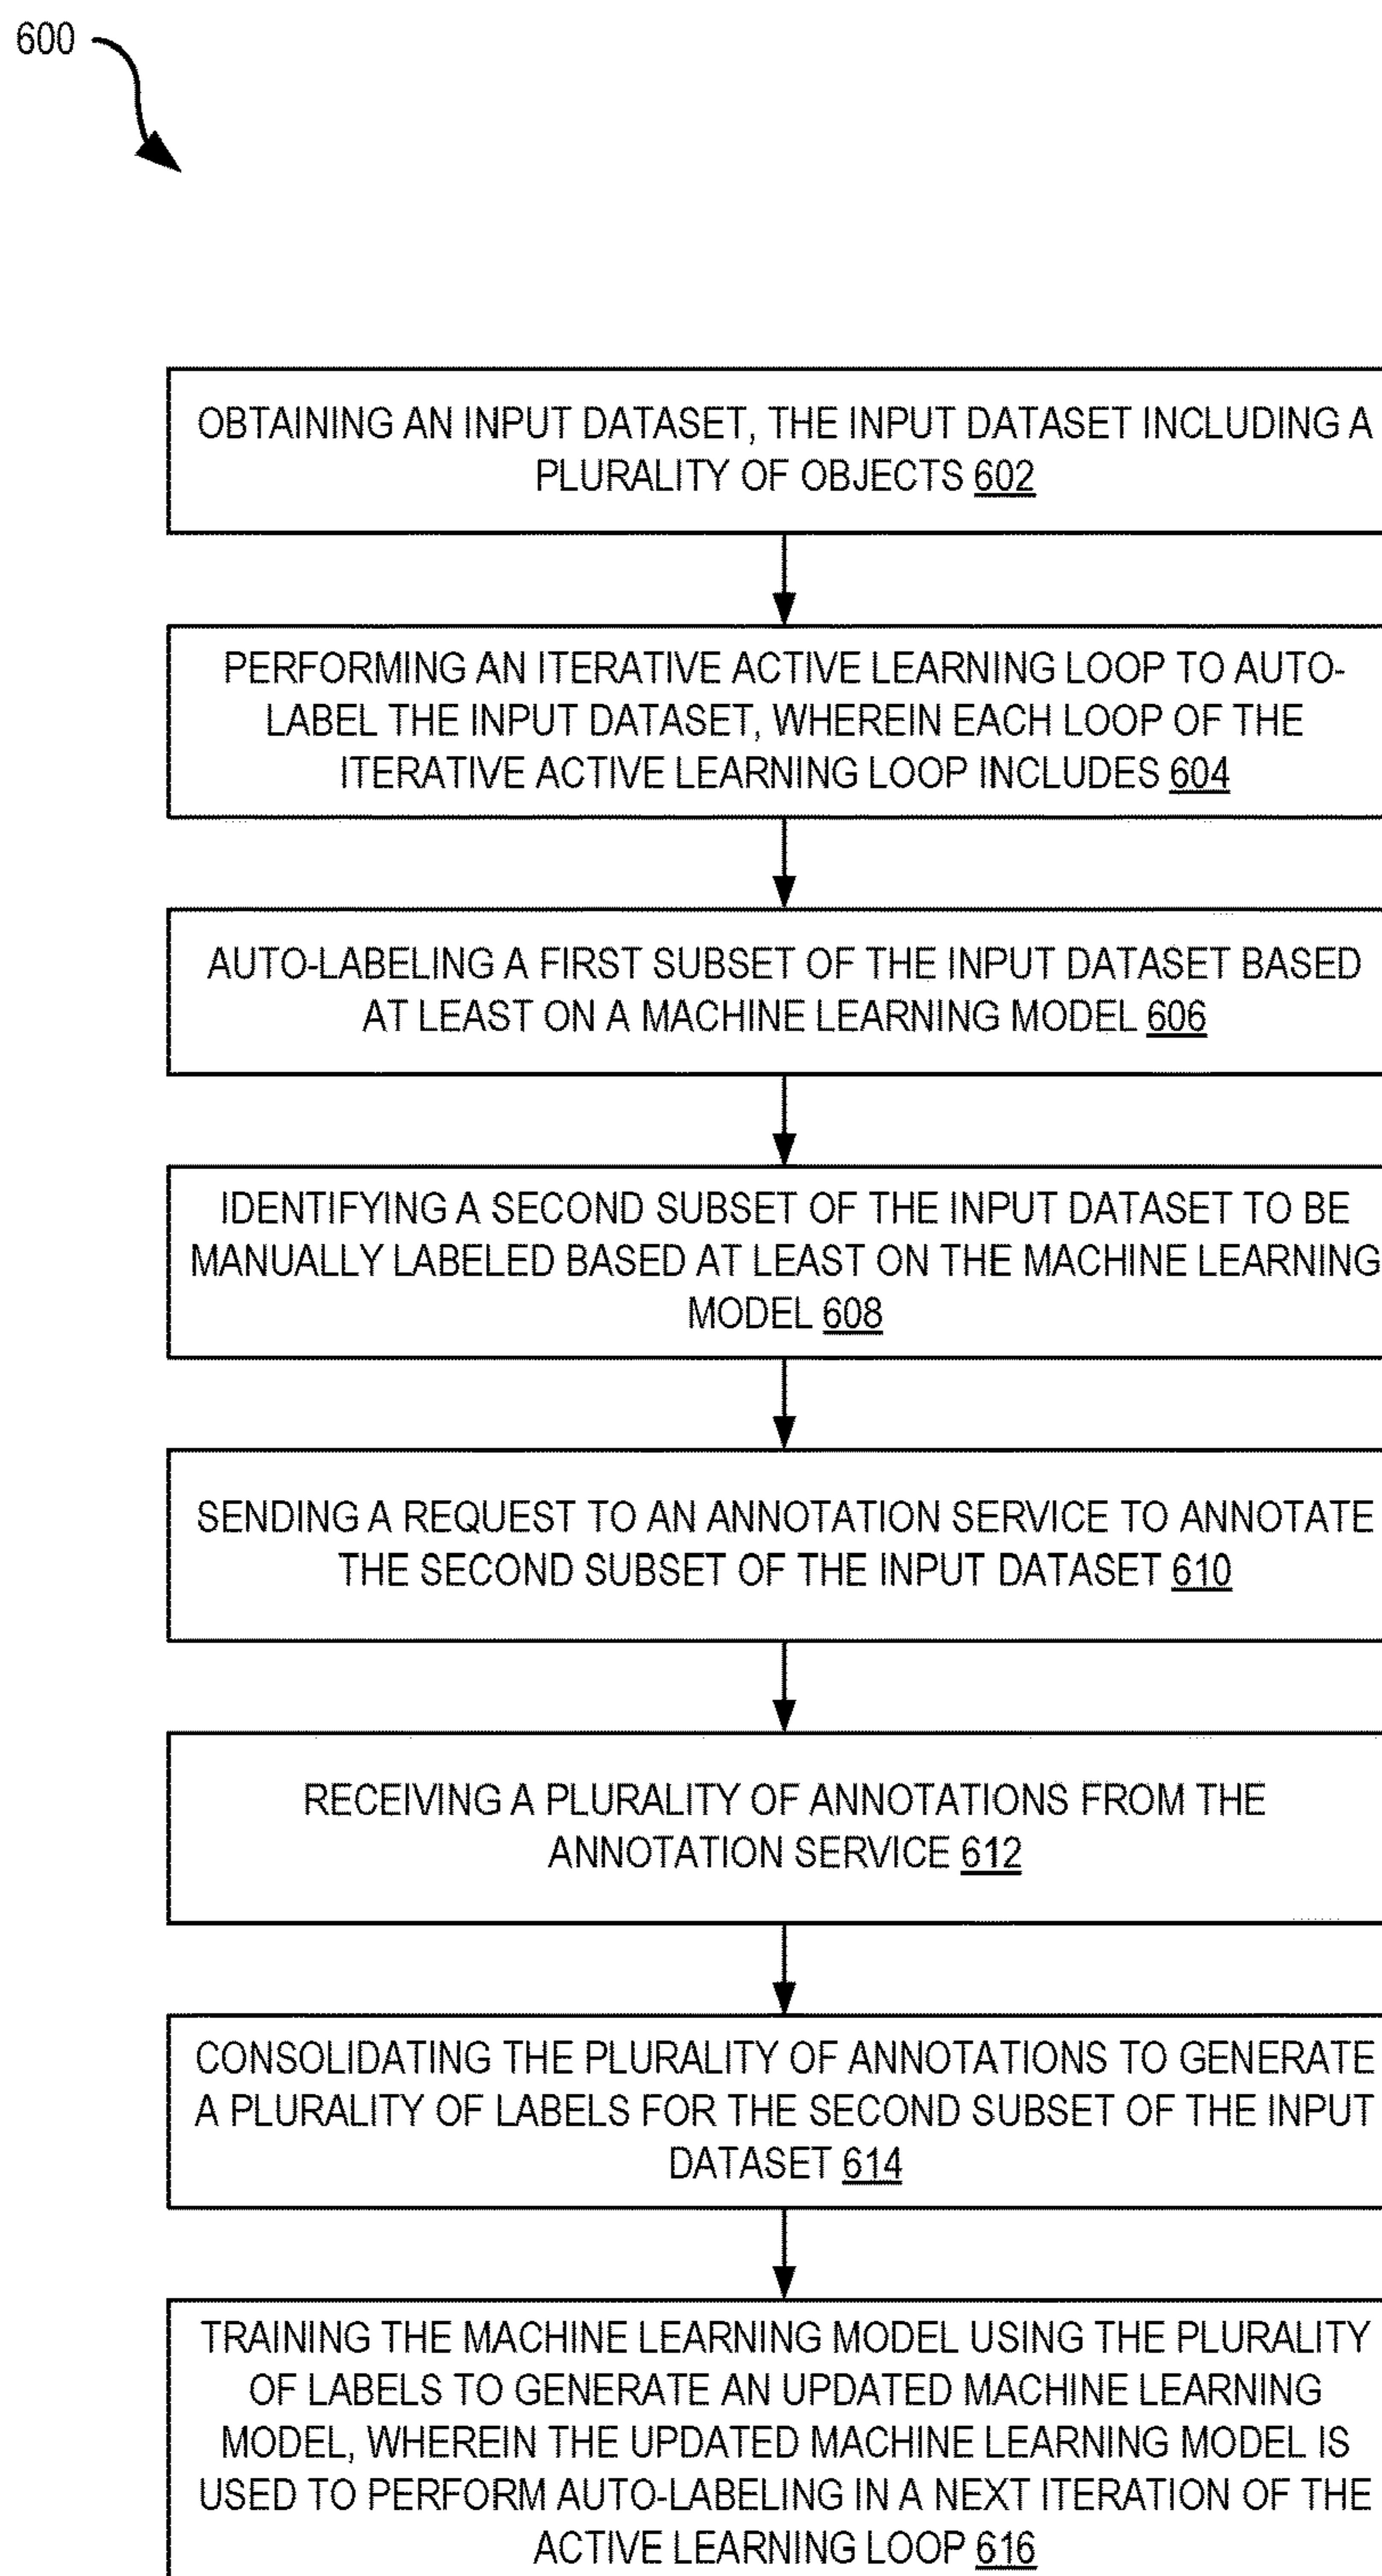 600
OBTAINING AN INPUT DATASET, THE INPUT DATASET INCLUDING A
PLURALITY OF OBJECTS 602
PERFORMING AN ITERATIVE ACTIVE LEARNING LOOP TO AUTO-
LABEL THE INPUT DATASET, WHEREIN EACH LOOP OF THE
ITERATIVE ACTIVE LEARNING LOOP INCLUDES 604
AUTO-LABELING A FIRST SUBSET OF THE INPUT DATASET BASED
AT LEAST ON A MACHINE LEARNING MODEL 606
IDENTIFYING A SECOND SUBSET OF THE INPUT DATASET TO BE
MANUALLY LABELED BASED AT LEAST ON THE MACHINE LEARNING
MODEL 608
SENDING A REQUEST TO AN ANNOTATION SERVICE TO ANNOTATE
THE SECOND SUBSET OF THE INPUT DATASET 610
RECEIVING A PLURALITY OF ANNOTATIONS FROM THE
ANNOTATION SERVICE 612
CONSOLIDATING THE PLURALITY OF ANNOTATIONS TO GENERATE
A PLURALITY OF LABELS FOR THE SECOND SUBSET OF THE INPUT
DATASET 614
TRAINING THE MACHINE LEARNING MODEL USING THE PLURALITY
OF LABELS TO GENERATE AN UPDATED MACHINE LEARNING
MODEL, WHEREIN THE UPDATED MACHINE LEARNING MODEL IS
USED TO PERFORM AUTO-LABELING IN A NEXT ITERATION OF THE
ACTIVE LEARNING LOOP 616